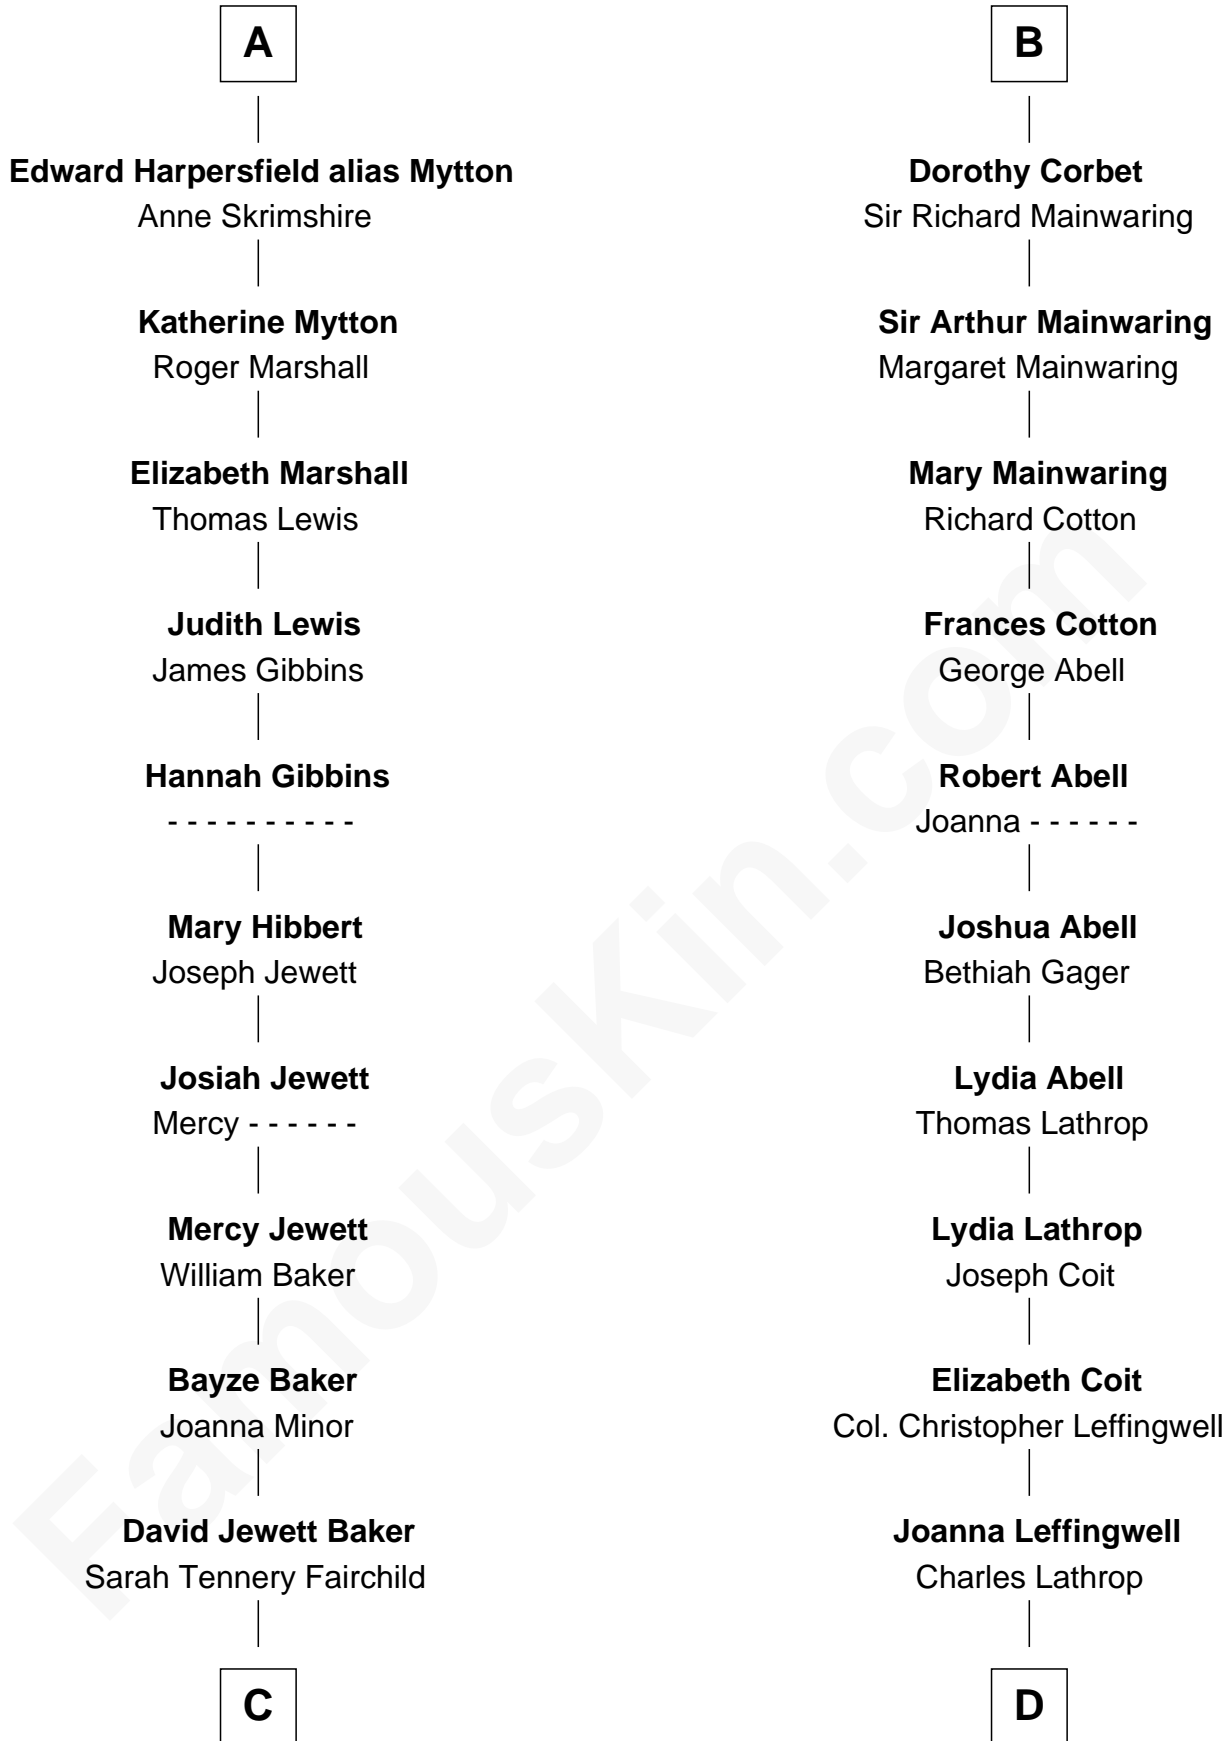 A
Edward Harpersfield alias Mytton
Anne Skrimshire
Katherine Mytton
Roger Marshall
Elizabeth Marshall
Thomas Lewis
Judith Lewis
James Gibbins
Hannah Gibbins
- - - - - - - - - -
Mary Hibbert
Joseph Jewett
Josiah Jewett
Mercy - - - - - -
Mercy Jewett
William Baker
Bayze Baker
Joanna Minor
David Jewett Baker
Sarah Tennery Fairchild
C
B
Dorothy Corbet
Sir Richard Mainwaring
Sir Arthur Mainwaring
Margaret Mainwaring
Mary Mainwaring
Richard Cotton
Frances Cotton
George Abell
Robert Abell
Joanna - - - - - -
Joshua Abell
Bethiah Gager
Lydia Abell
Thomas Lathrop
Lydia Lathrop
Joseph Coit
Elizabeth Coit
Col. Christopher Leffingwell
Joanna Leffingwell
Charles Lathrop
D
FamousKin.com